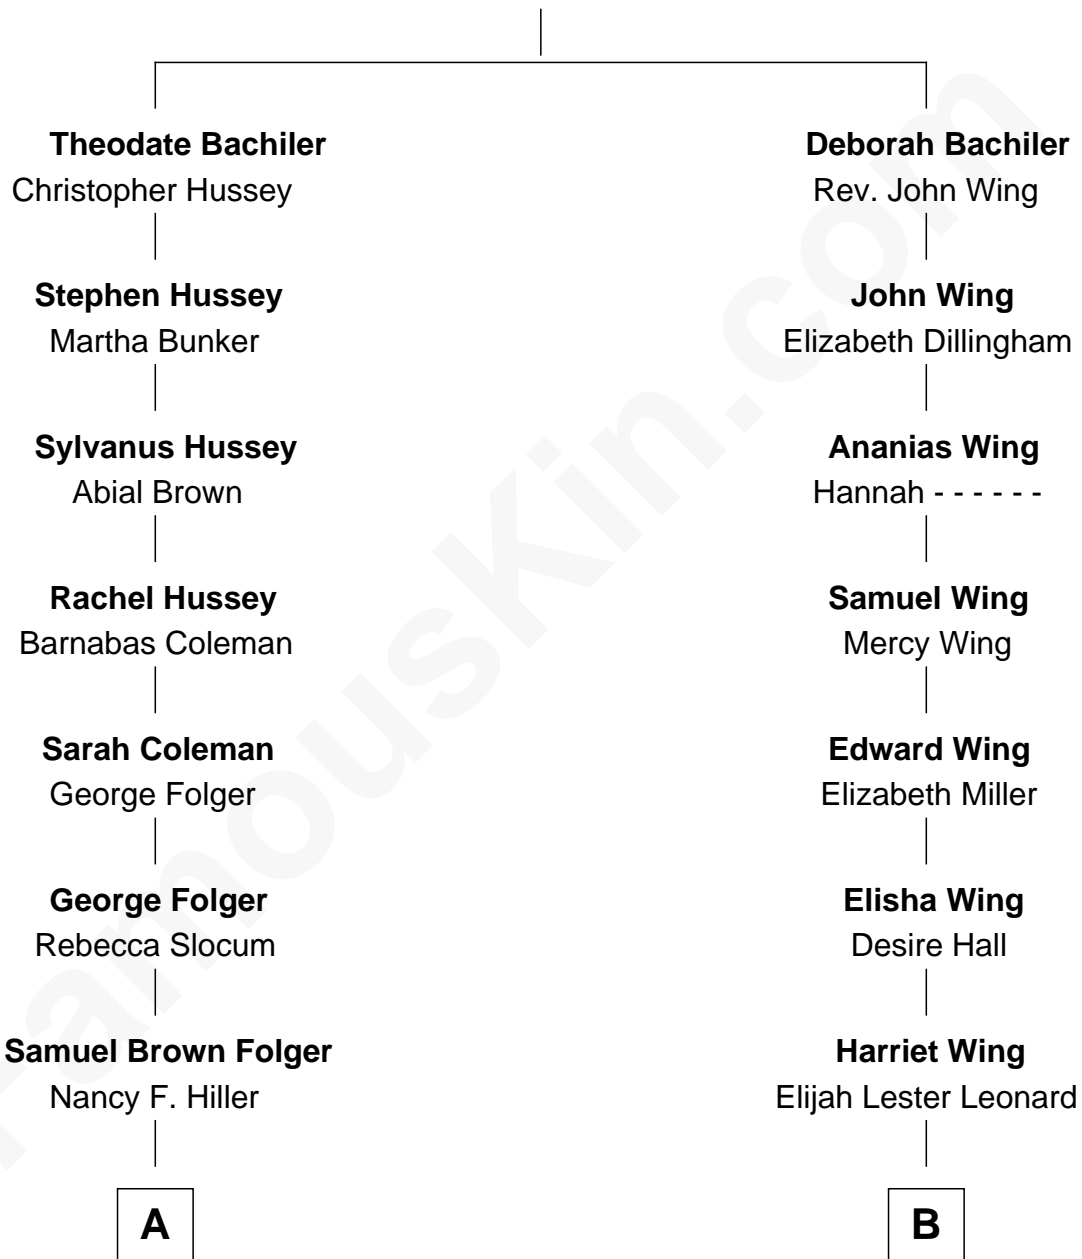 Theodate Bachiler
Christopher Hussey
Stephen Hussey
Martha Bunker
Sylvanus Hussey
Abial Brown
Rachel Hussey
Barnabas Coleman
Sarah Coleman
George Folger
George Folger
Rebecca Slocum
Samuel Brown Folger
Nancy F. Hiller
A
Deborah Bachiler
Rev. John Wing
John Wing
Elizabeth Dillingham
Ananias Wing
Hannah - - - - - -
Samuel Wing
Mercy Wing
Edward Wing
Elizabeth Miller
Elisha Wing
Desire Hall
Harriet Wing
Elijah Lester Leonard
B
FamousKin.com